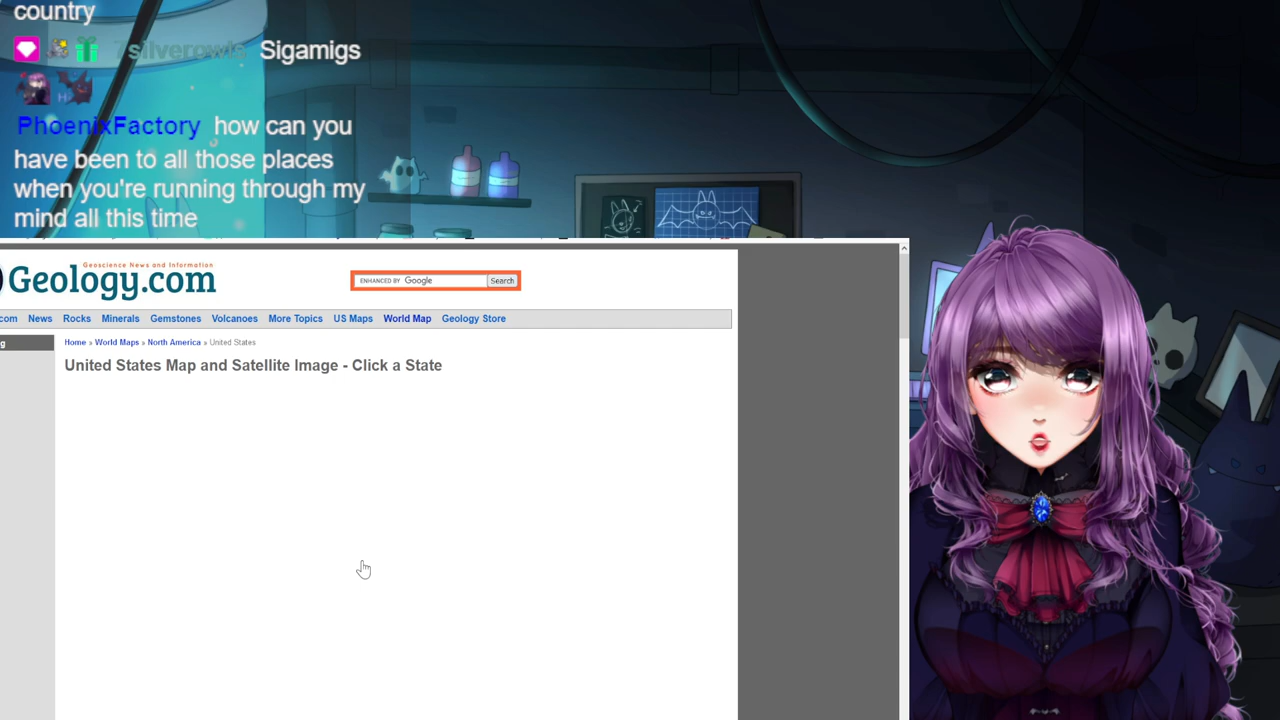 country
7silverowls Sigamigs
PhoenixFactory how can you
have been to all those places
when you're running through my
mind all this time
Geoscience News and Information
Geology.com
ENHANCED BY Google Search
com News Rocks Minerals Gemstones Volcanoes More Topics US Maps World Map Geology Store
g
Home » World Maps » North America » United States
United States Map and Satellite Image - Click a State